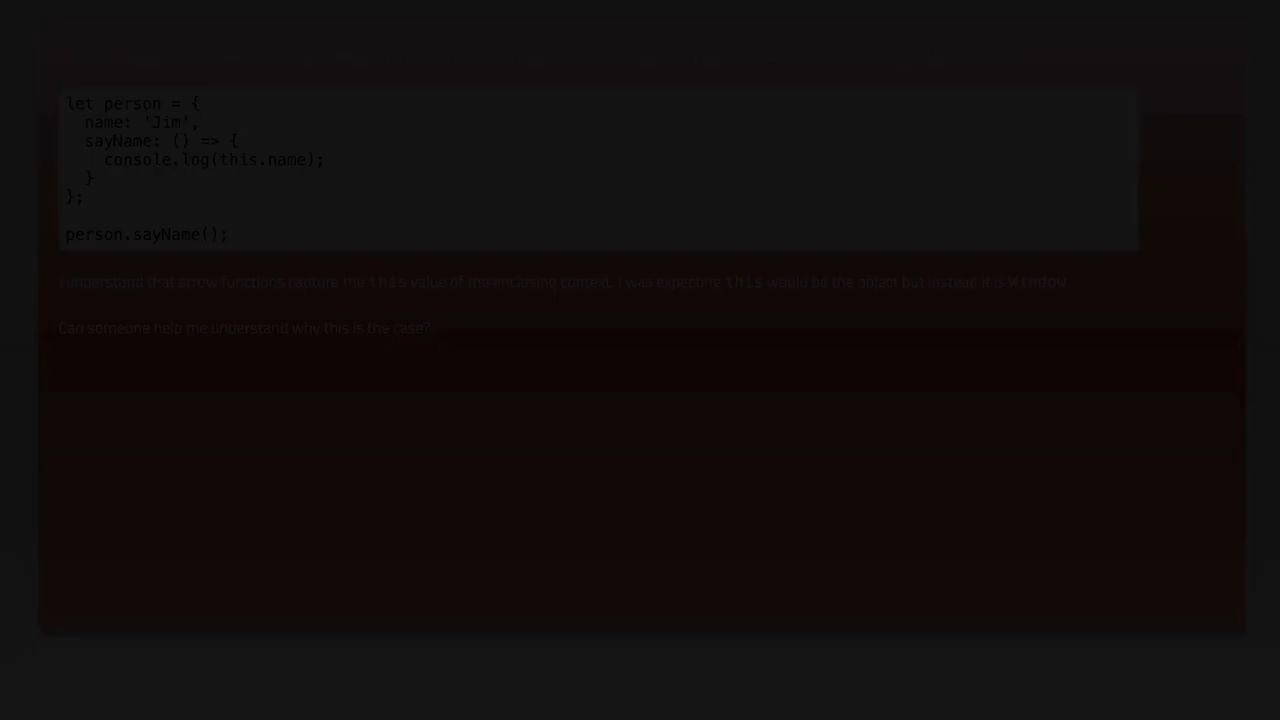 let person = {
  name: 'Jim',
  sayName: () => {
    console.log(this.name);
  }
};
person.sayName();
I understand that arrow functions capture the this value of the enclosing context. I was expecting this would be the object but instead it is Window.
Can someone help me understand why this is the case?